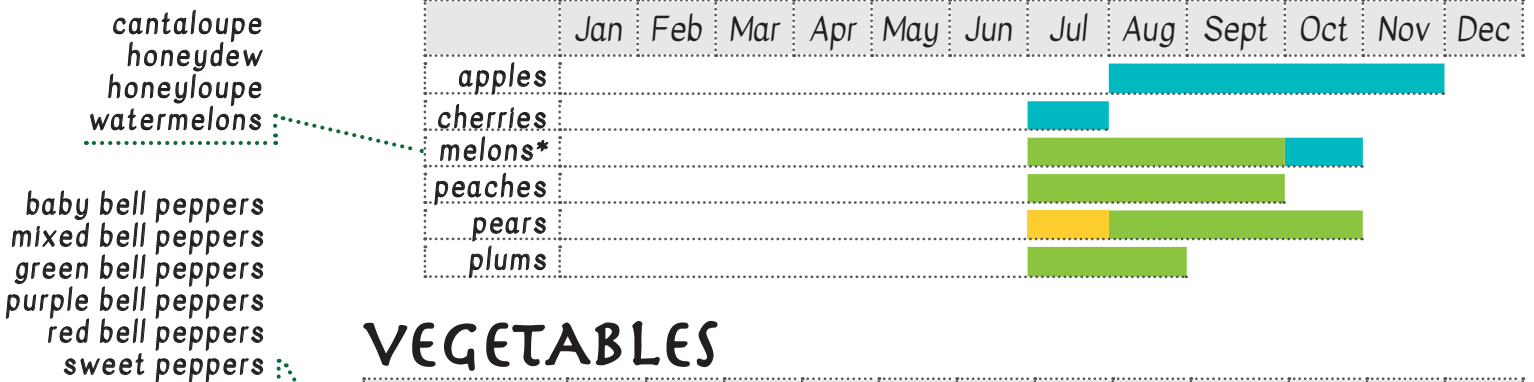 cantaloupe
honeydew
honeyloupe
watermelons
baby bell peppers
mixed bell peppers
green bell peppers
purple bell peppers
red bell peppers
sweet peppers
Jan Feb Mar Apr May Jun Jul Aug Sept Oct Nov Dec
apples
cherries
melons*
peaches
pears
plums
VEGETABLES